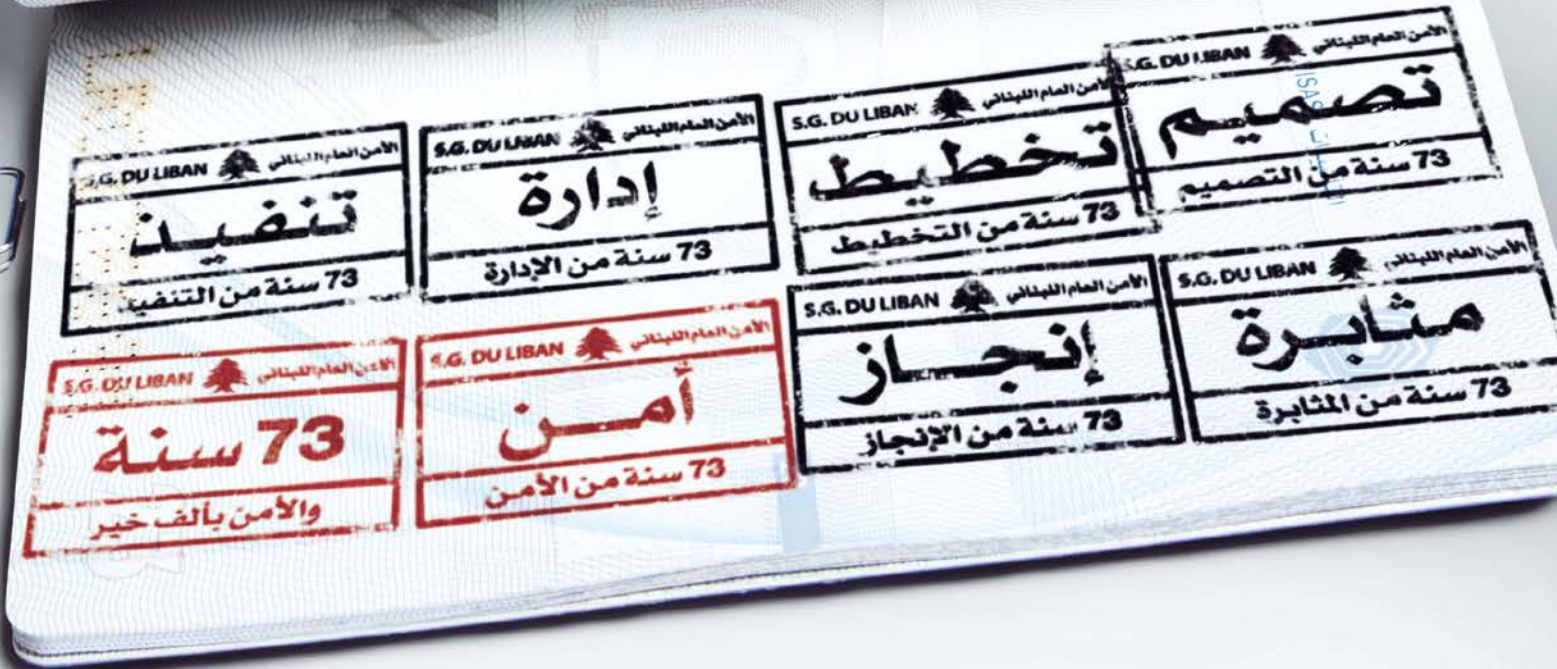 S.G. DU LIBAN الأمن العام اللبناني
تصميم
73 سنة من التصميم
S.G. DU LIBAN الأمن العام اللبناني
تخطيط
73 سنة من التخطيط
S.G. DU LIBAN الأمن العام اللبناني
إدارة
73 سنة من الإدارة
S.G. DU LIBAN الأمن العام اللبناني
تنفيذ
73 سنة من التنفيذ
S.G. DU LIBAN الأمن العام اللبناني
مثابرة
73 سنة من المثابرة
S.G. DU LIBAN الأمن العام اللبناني
إنجاز
73 سنة من الإنجاز
S.G. DU LIBAN الأمن العام اللبناني
أمن
73 سنة من الأمن
S.G. DU LIBAN الأمن العام اللبناني
73 سنة
والأمن بألف خير